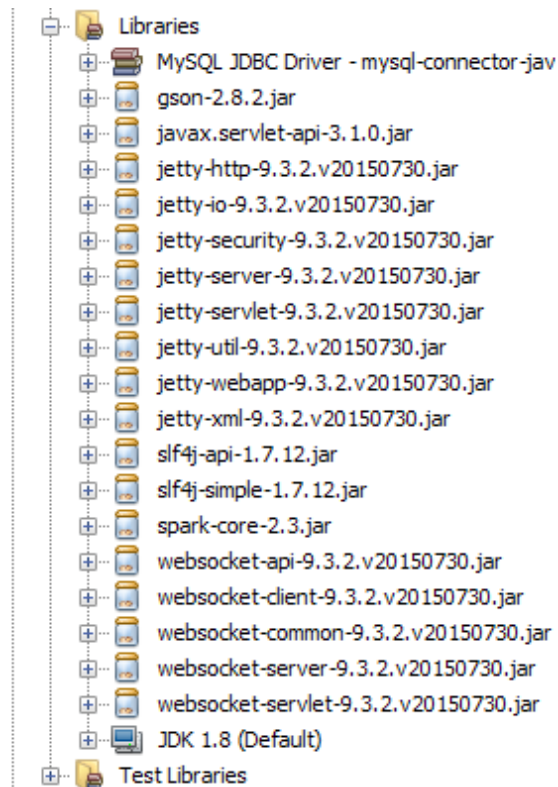 Libraries
MySQL JDBC Driver - mysql-connector-jav
gson-2.8.2.jar
javax.servlet-api-3.1.0.jar
jetty-http-9.3.2.v20150730.jar
jetty-io-9.3.2.v20150730.jar
jetty-security-9.3.2.v20150730.jar
jetty-server-9.3.2.v20150730.jar
jetty-servlet-9.3.2.v20150730.jar
jetty-util-9.3.2.v20150730.jar
jetty-webapp-9.3.2.v20150730.jar
jetty-xml-9.3.2.v20150730.jar
slf4j-api-1.7.12.jar
slf4j-simple-1.7.12.jar
spark-core-2.3.jar
websocket-api-9.3.2.v20150730.jar
websocket-client-9.3.2.v20150730.jar
websocket-common-9.3.2.v20150730.jar
websocket-server-9.3.2.v20150730.jar
websocket-servlet-9.3.2.v20150730.jar
JDK 1.8 (Default)
Test Libraries